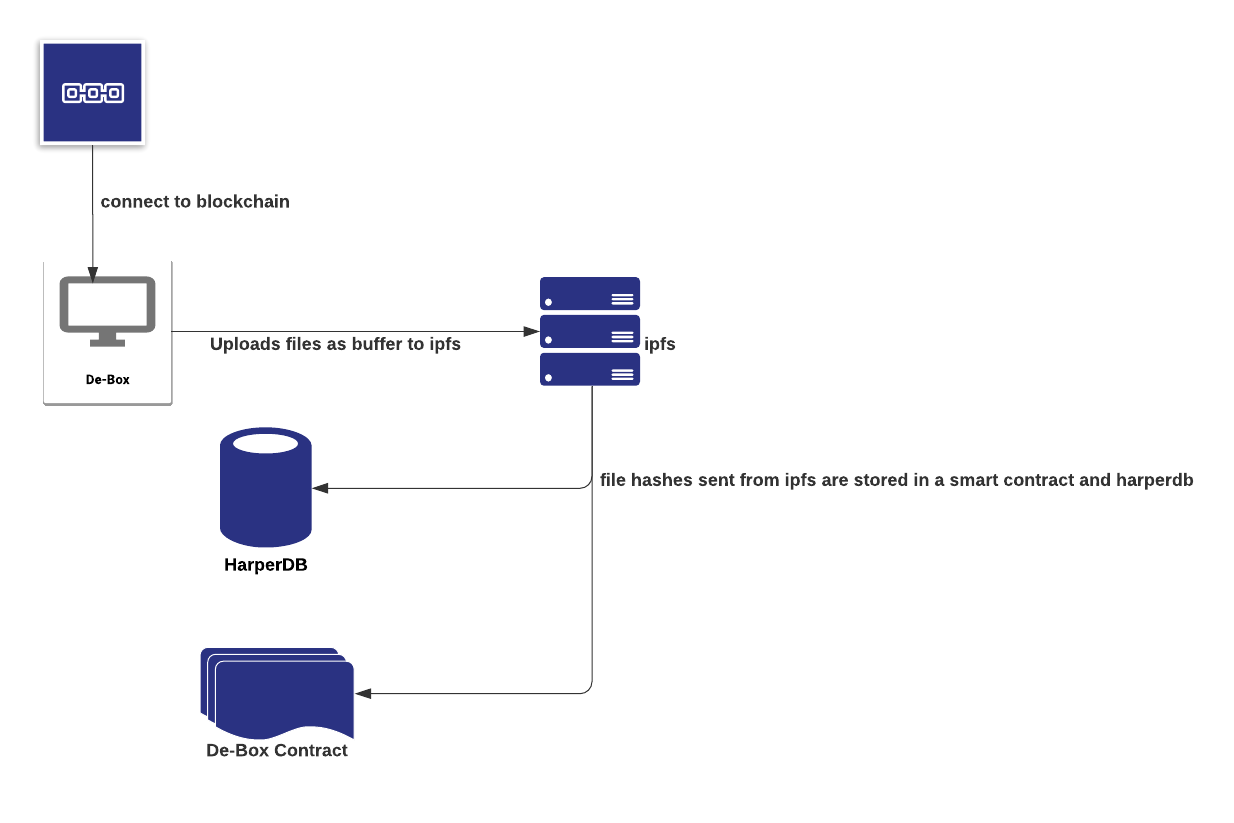 connect to blockchain
De-Box
Uploads files as buffer to ipfs
ipfs
file hashes sent from ipfs are stored in a smart contract and harperdb
HarperDB
De-Box Contract